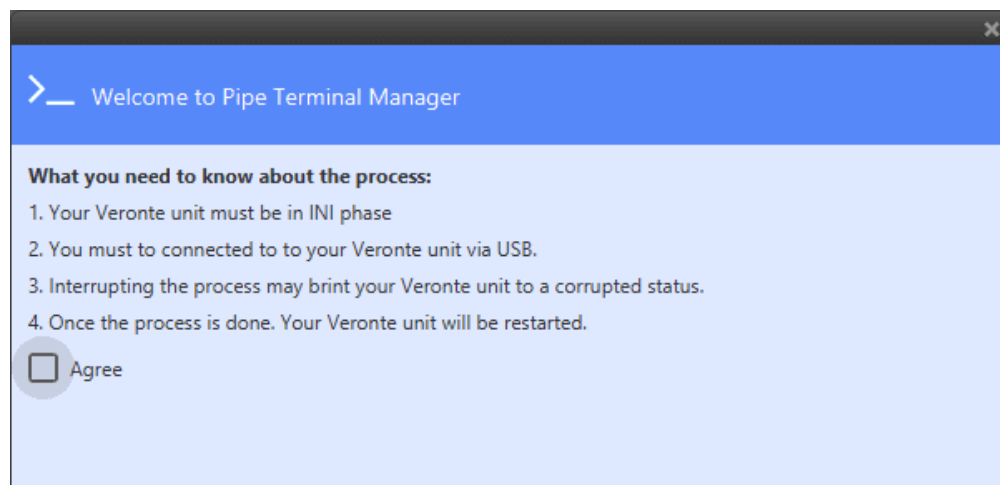 Welcome to Pipe Terminal Manager
What you need to know about the process:
1. Your Veronte unit must be in INI phase
2. You must to connected to to your Veronte unit via USB.
3. Interrupting the process may brint your Veronte unit to a corrupted status.
4. Once the process is done. Your Veronte unit will be restarted.
Agree